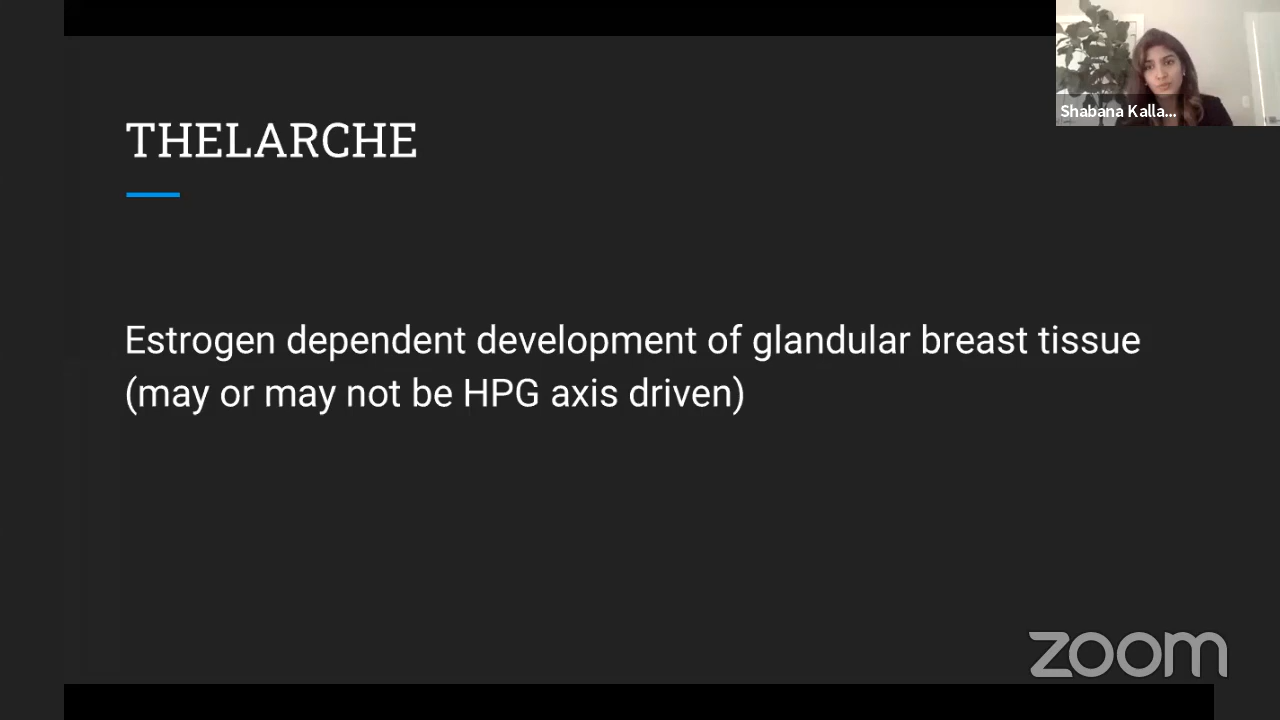 Shabana Kalla...
THELARCHE
Estrogen dependent development of glandular breast tissue
(may or may not be HPG axis driven)
zoom